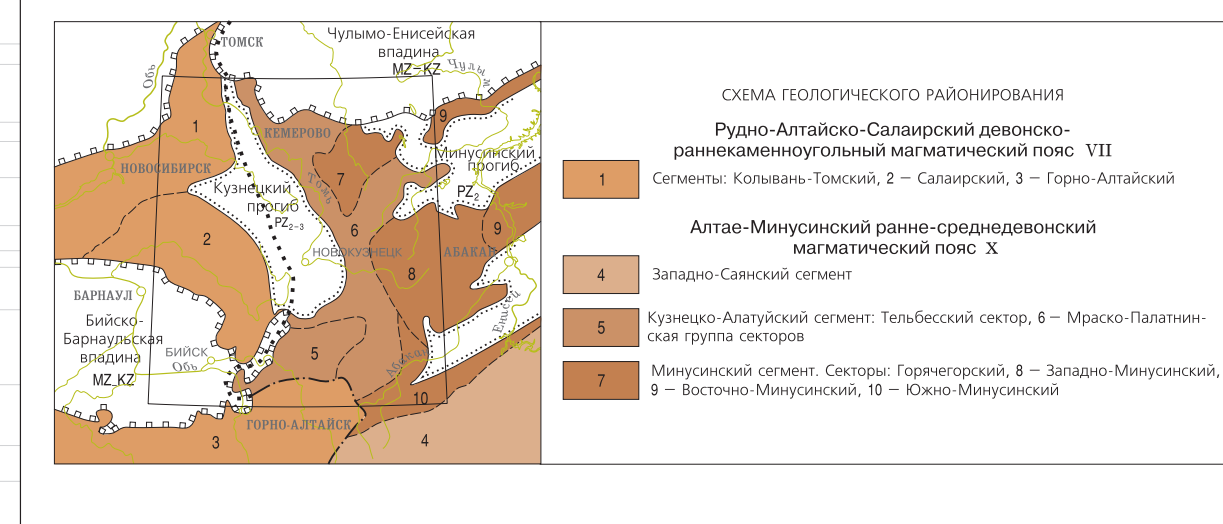 ТОМСК
Чулымо-Енисейская
впадина
MZ–KZ
Чулым
Обь
9
1
КЕМЕРОВО
Минусинский
прогиб
PZ₂
НОВОСИБИРСК
7
Томь
Кузнецкий
прогиб
PZ₂₋₃
6
9
2
НОВОКУЗНЕЦК
АБАКАН
8
БАРНАУЛ
Енисей
Бийско-
Барнаульская
впадина
MZ_KZ
БИЙСК
Обь
5
Абакан
10
ГОРНО-АЛТАЙСК
3
4
СХЕМА ГЕОЛОГИЧЕСКОГО РАЙОНИРОВАНИЯ
Рудно-Алтайско-Салаирский девонско-
раннекаменноугольный магматический пояс VII
1 Сегменты: Колывань-Томский, 2 – Салаирский, 3 – Горно-Алтайский
Алтае-Минусинский ранне-среднедевонский
магматический пояс X
4 Западно-Саянский сегмент
5 Кузнецко-Алатуйский сегмент: Тельбесский сектор, 6 – Мраско-Палатнин-
ская группа секторов
7 Минусинский сегмент. Секторы: Горячегорский, 8 – Западно-Минусинский,
9 – Восточно-Минусинский, 10 – Южно-Минусинский